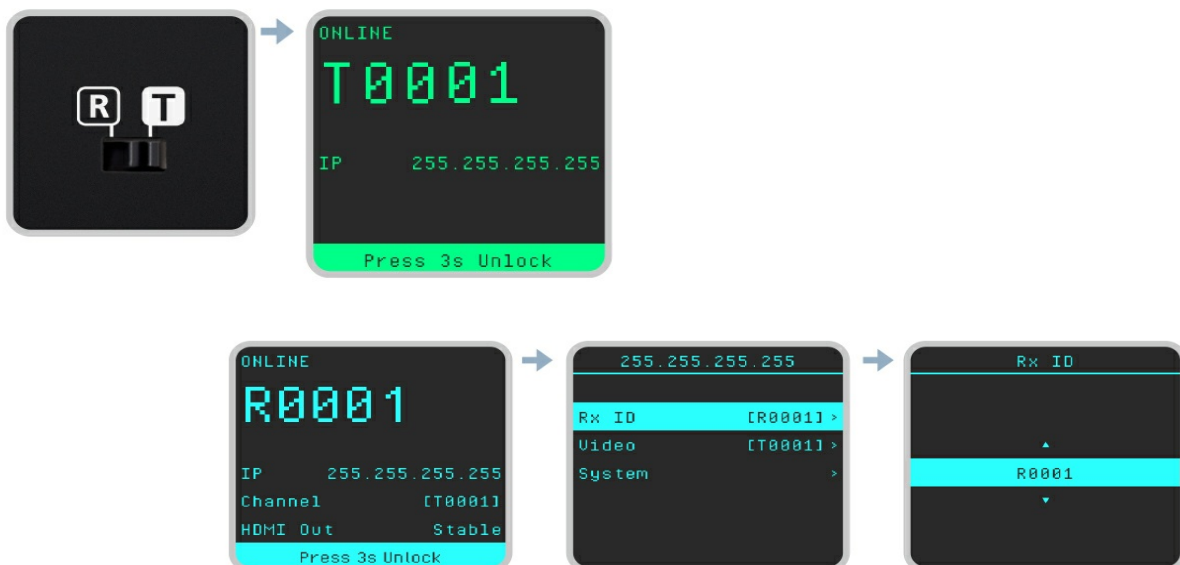 R T
ONLINE
T0001
IP 255.255.255.255
Press 3s Unlock
ONLINE
R0001
IP 255.255.255.255
Channel [T0001]
HDMI Out Stable
Press 3s Unlock
255.255.255.255
Rx ID [R0001] >
Video [T0001] >
System >
Rx ID
R0001